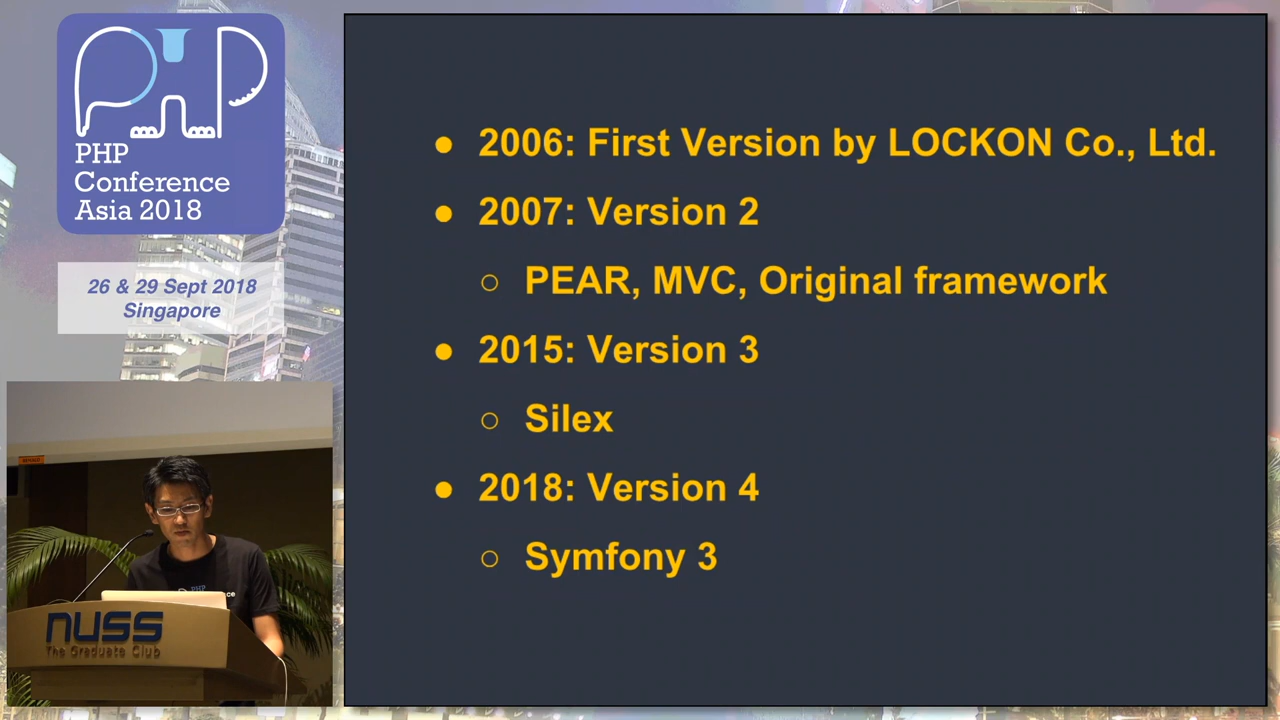 PHP
Conference
Asia 2018
26 & 29 Sept 2018
Singapore
● 2006: First Version by LOCKON Co., Ltd.
● 2007: Version 2
○ PEAR, MVC, Original framework
● 2015: Version 3
○ Silex
● 2018: Version 4
○ Symfony 3
nuss
The Graduate Club
PHP